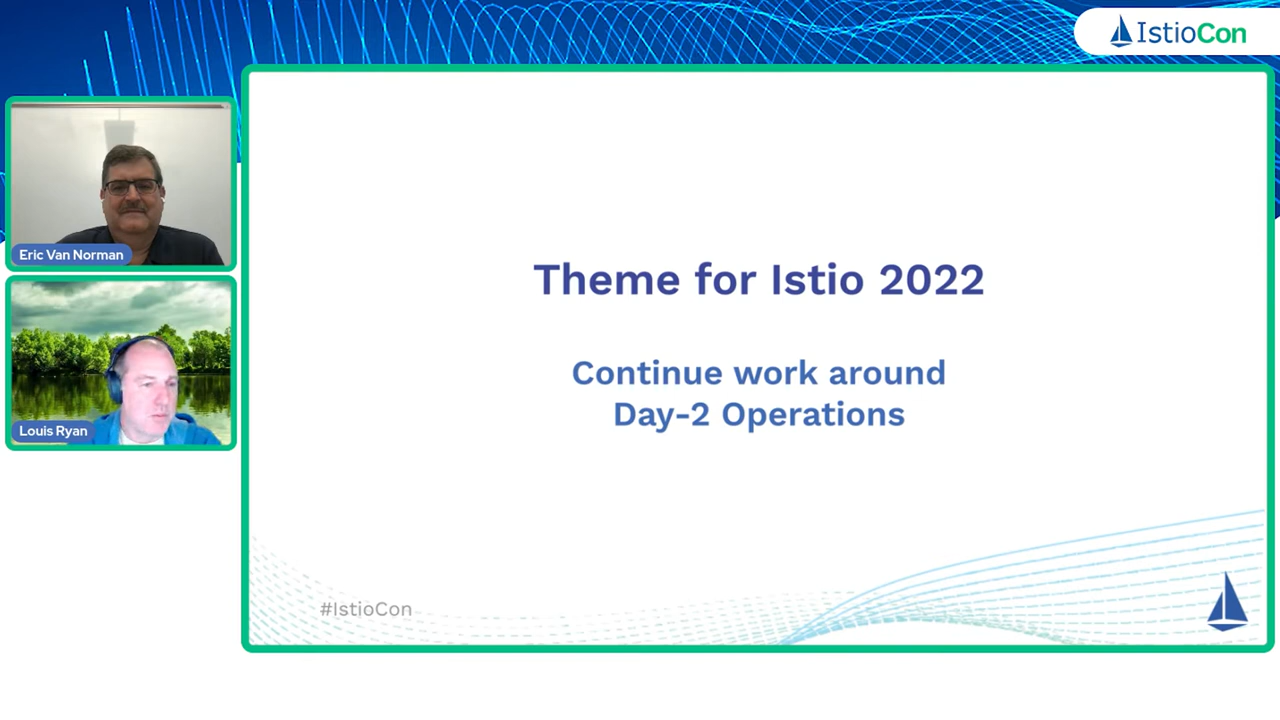 IstioCon
Eric Van Norman
Louis Ryan
Theme for Istio 2022
Continue work around
Day-2 Operations
#IstioCon